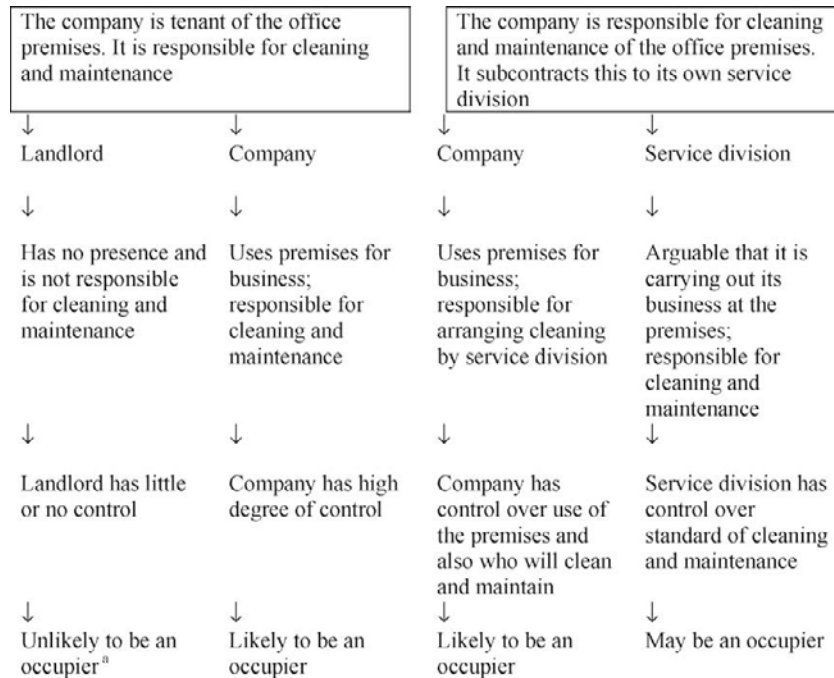 The company is tenant of the office
premises. It is responsible for cleaning
and maintenance
The company is responsible for cleaning
and maintenance of the office premises.
It subcontracts this to its own service
division
↓ ↓ ↓ ↓
Landlord Company Company Service division
↓ ↓ ↓ ↓
Has no presence and
is not responsible
for cleaning and
maintenance
Uses premises for
business;
responsible for
cleaning and
maintenance
Uses premises for
business;
responsible for
arranging cleaning
by service division
Arguable that it is
carrying out its
business at the
premises;
responsible for
cleaning and
maintenance
↓ ↓ ↓ ↓
Landlord has little
or no control
Company has high
degree of control
Company has
control over use of
the premises and
also who will clean
and maintain
Service division has
control over
standard of cleaning
and maintenance
↓ ↓ ↓ ↓
Unlikely to be an
occupier ª
Likely to be an
occupier
Likely to be an
occupier
May be an occupier